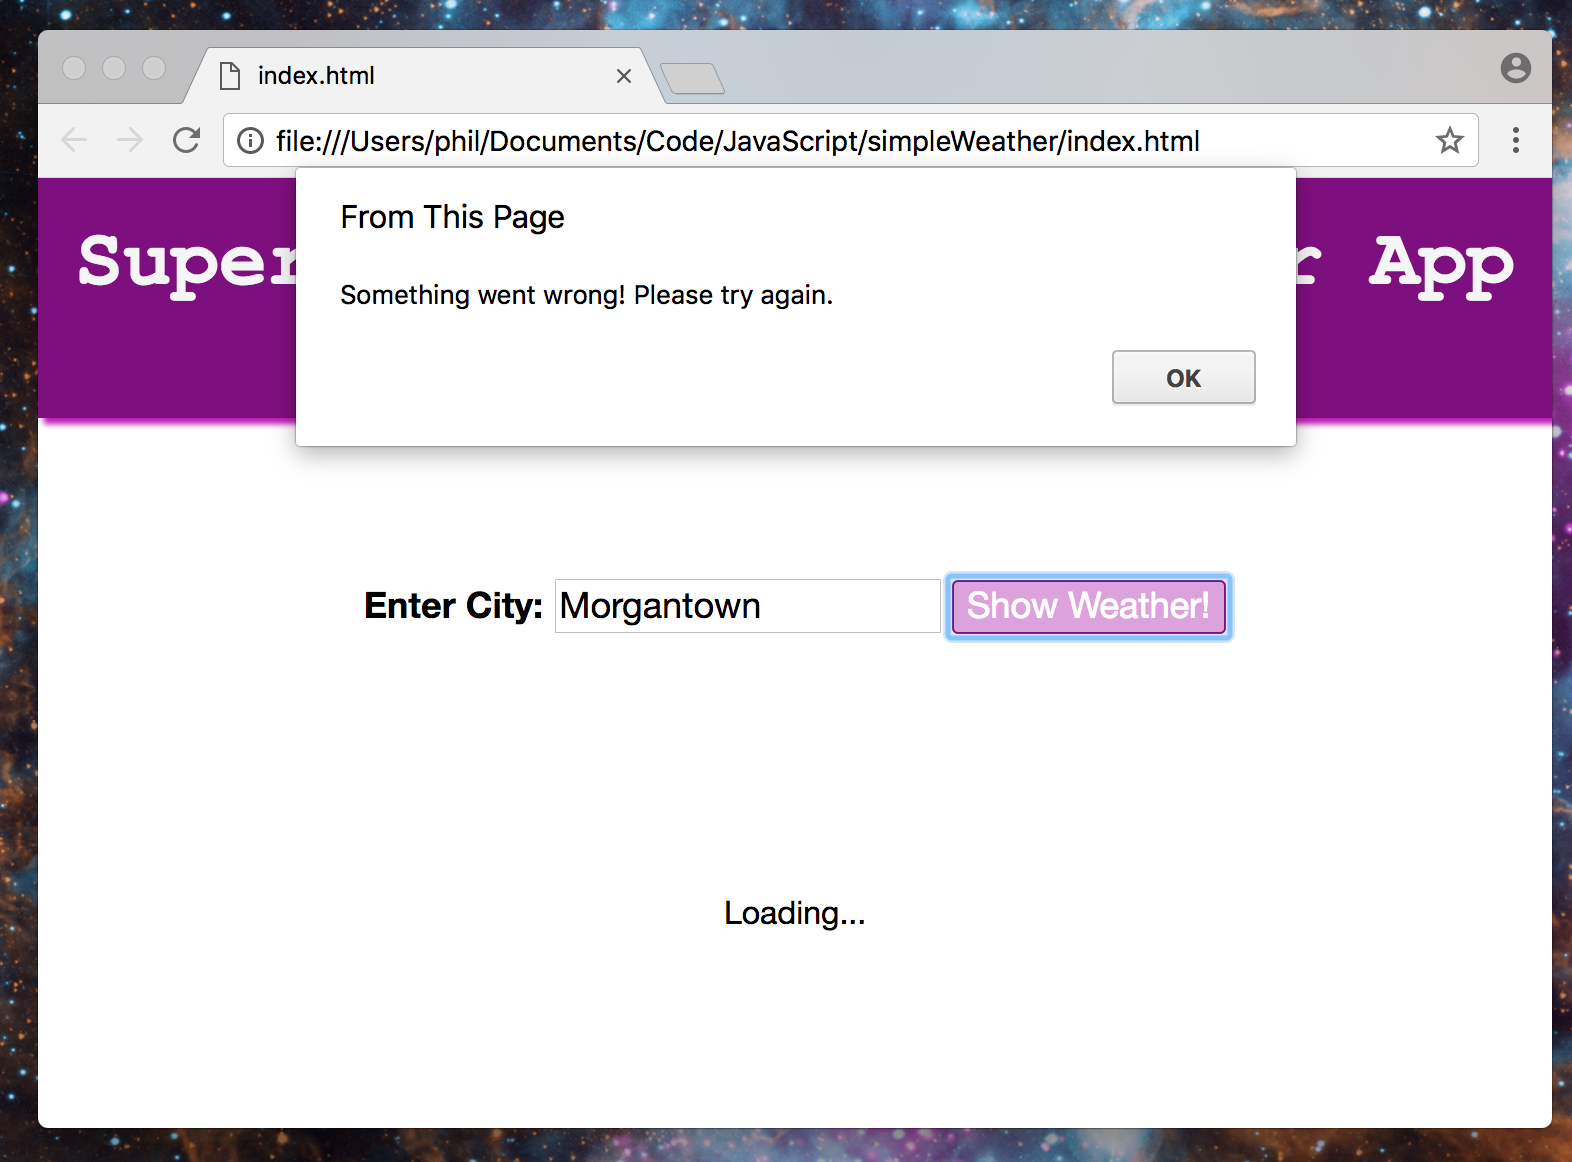 index.html
file:///Users/phil/Documents/Code/JavaScript/simpleWeather/index.html
From This Page
Something went wrong! Please try again.
OK
Super r App
Enter City: Morgantown Show Weather!
Loading...